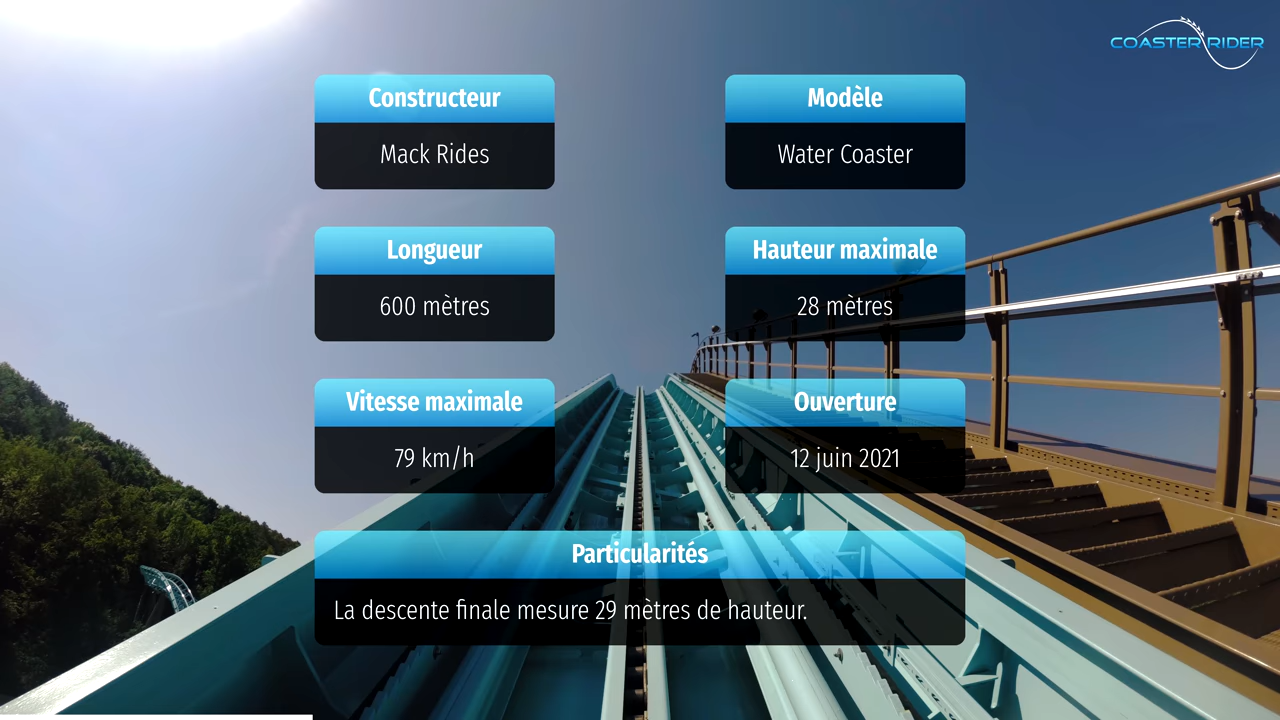 COASTER RIDER
Constructeur
Mack Rides
Modèle
Water Coaster
Longueur
600 mètres
Hauteur maximale
28 mètres
Vitesse maximale
79 km/h
Ouverture
12 juin 2021
Particularités
La descente finale mesure 29 mètres de hauteur.